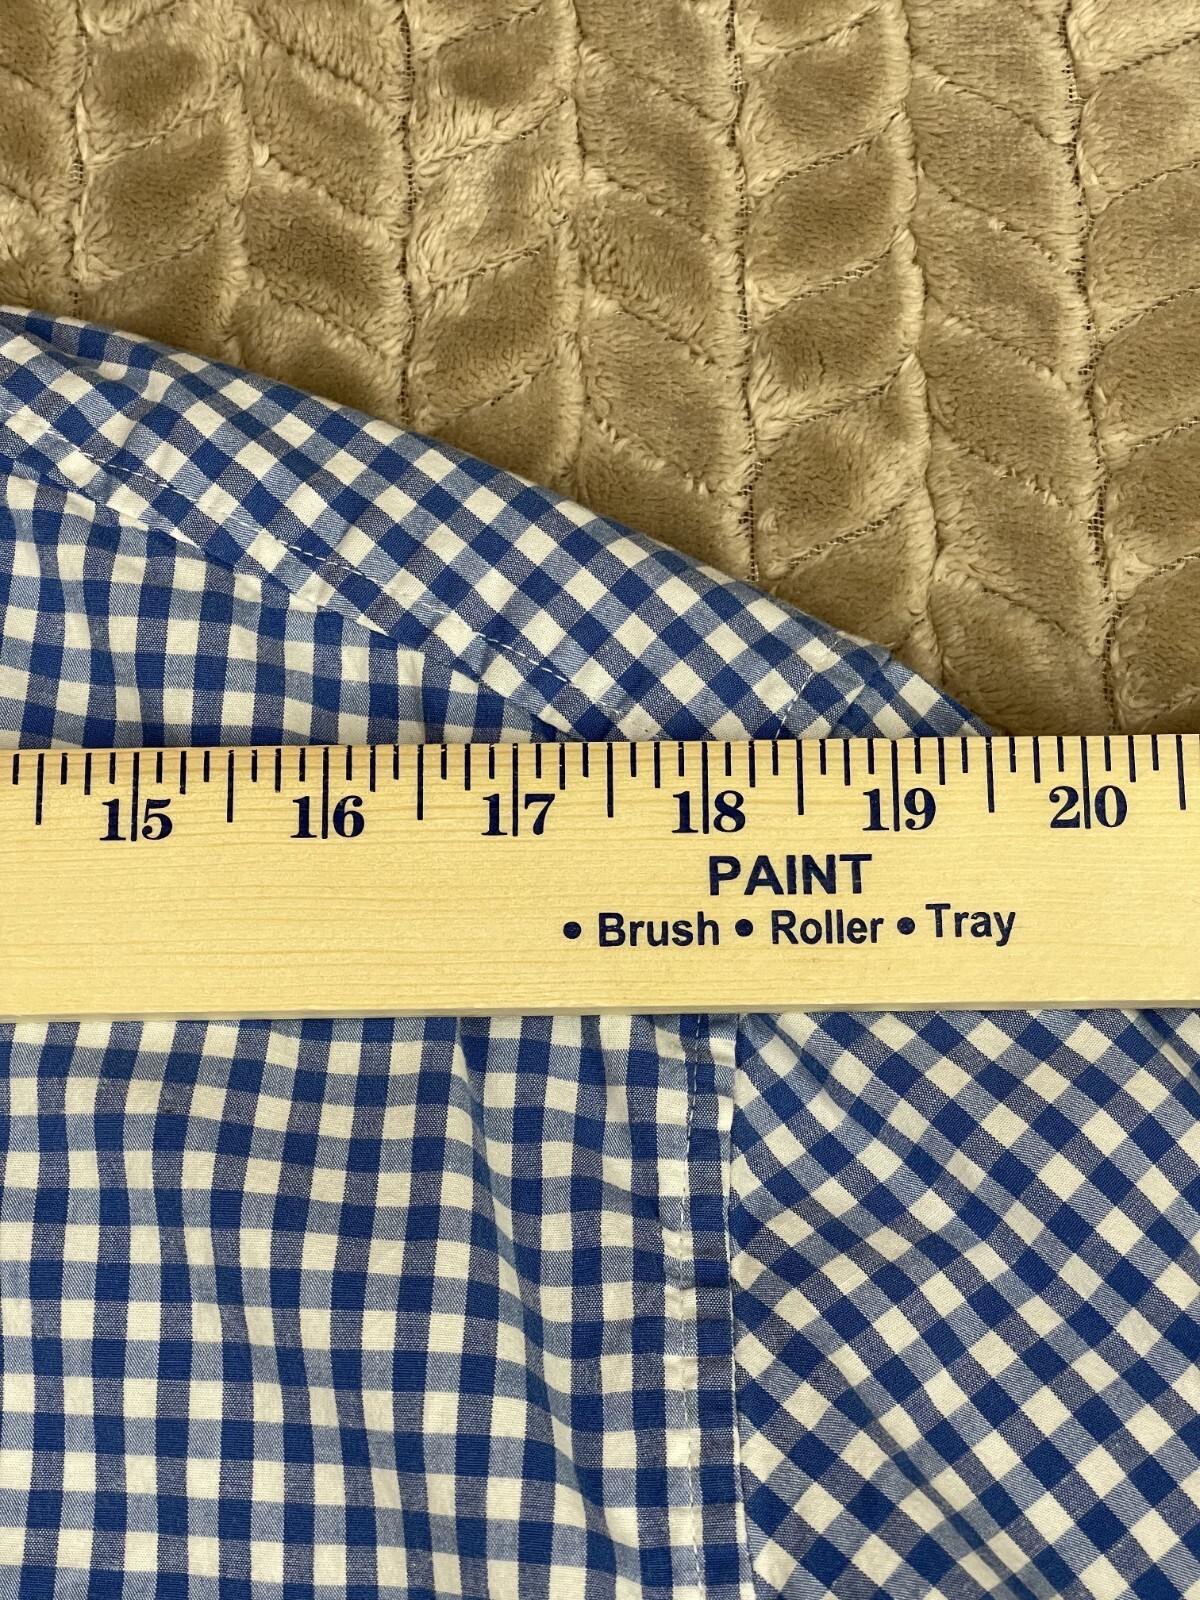 15 16 17 18 19 20
PAINT
• Brush • Roller • Tray